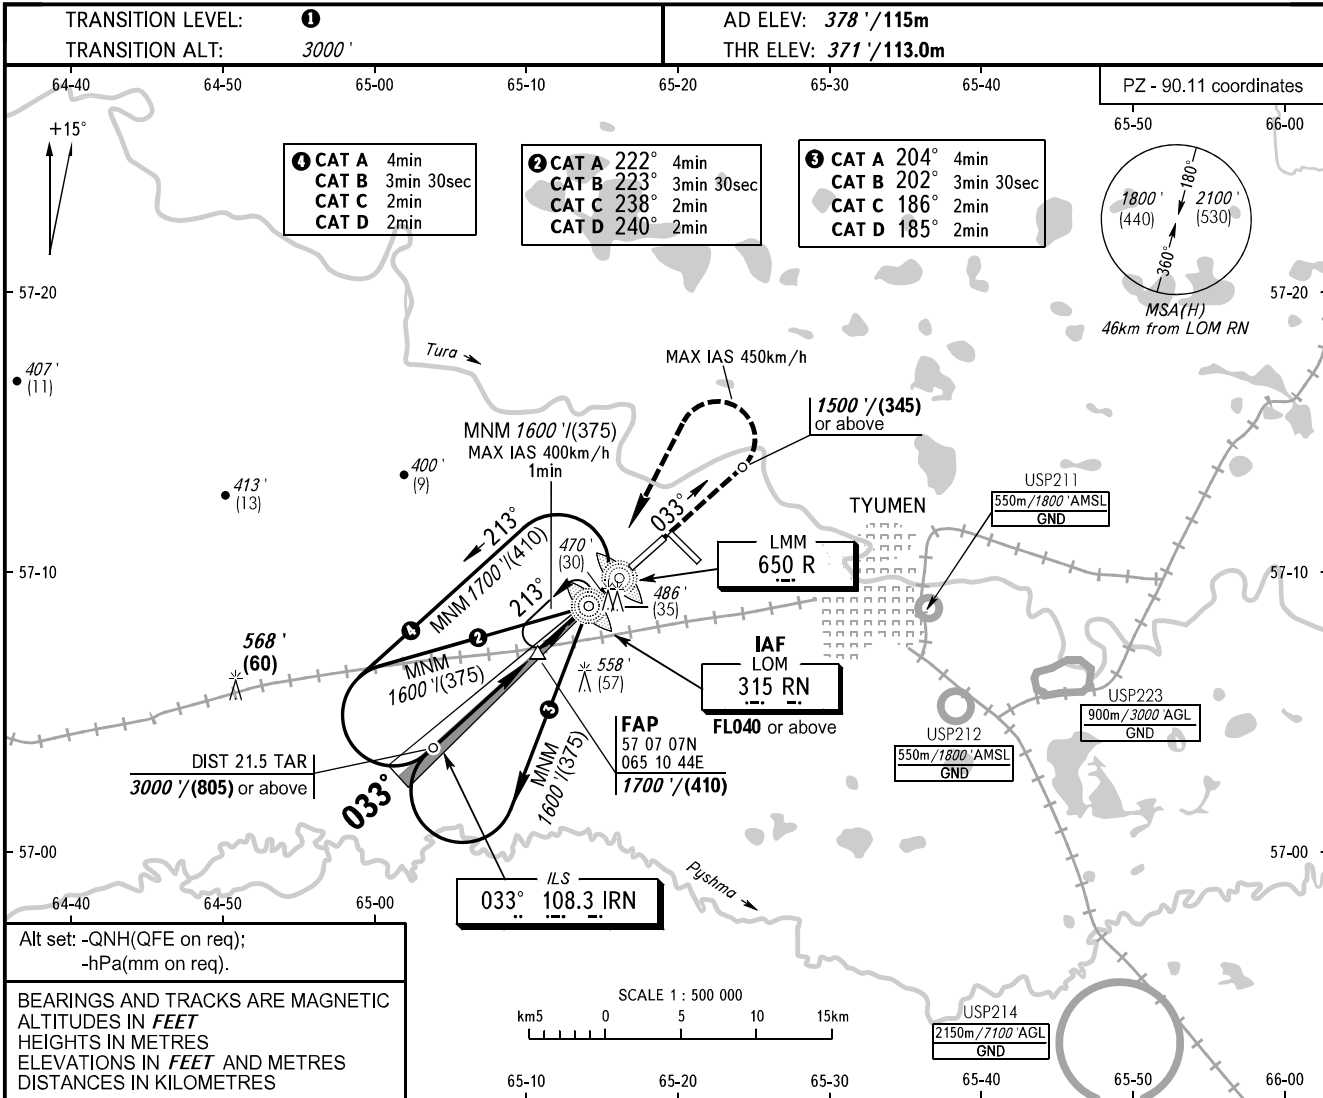 TRANSITION LEVEL: ❶
TRANSITION ALT: 3000 '
AD ELEV: 378 '/115m
THR ELEV: 371 '/113.0m
64-40 64-50 65-00 65-10 65-20 65-30 65-40
PZ - 90.11 coordinates
65-50 66-00
+15°
❹ CAT A 4min
CAT B 3min 30sec
CAT C 2min
CAT D 2min
❷ CAT A 222° 4min
CAT B 223° 3min 30sec
CAT C 238° 2min
CAT D 240° 2min
❸ CAT A 204° 4min
CAT B 202° 3min 30sec
CAT C 186° 2min
CAT D 185° 2min
180°
1800 '
(440)
2100 '
(530)
360°
MSA(H)
46km from LOM RN
57-20 57-20
Tura
MAX IAS 450km/h
407 '
(11)
1500 '/(345)
or above
MNM 1600 '/(375)
MAX IAS 400km/h
1min
400 '
(9)
413 '
(13)
033°
USP211
550m/1800 'AMSL
GND
TYUMEN
213°
MNM 1700 '/(410)
470 '
(30)
LMM
650 R
57-10 57-10
213°
486 '
(35)
❹
❷
568 '
(60)
MNM
1600 '/(375)
558 '
(57)
IAF
LOM
315 RN
FL040 or above
USP223
900m/3000 'AGL
GND
❸
FAP
57 07 07N
065 10 44E
1700 '/(410)
USP212
550m/1800 'AMSL
GND
DIST 21.5 TAR
3000 '/(805) or above
033°
MNM
1600 '/(375)
57-00 57-00
ILS
033° 108.3 IRN
Pyshma
64-40 64-50 65-00
Alt set: -QNH(QFE on req);
-hPa(mm on req).
BEARINGS AND TRACKS ARE MAGNETIC
ALTITUDES IN FEET
HEIGHTS IN METRES
ELEVATIONS IN FEET AND METRES
DISTANCES IN KILOMETRES
SCALE 1 : 500 000
km5 0 5 10 15km
USP214
2150m/7100 'AGL
GND
65-10 65-20 65-30 65-40 65-50 66-00